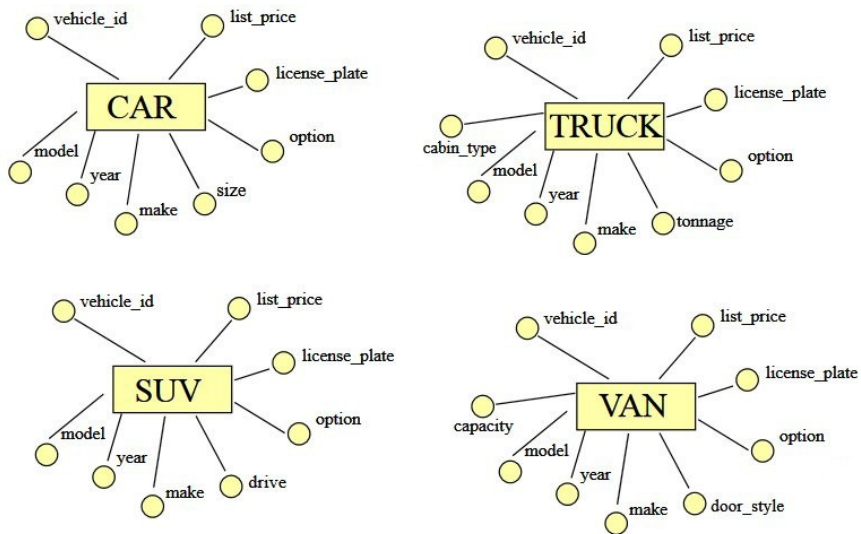 vehicle_id
list_price
license_plate
CAR
option
model
year
size
make
vehicle_id
list_price
license_plate
TRUCK
cabin_type
option
model
year
tonnage
make
vehicle_id
list_price
license_plate
SUV
option
model
year
drive
make
vehicle_id
list_price
license_plate
VAN
capacity
option
model
year
door_style
make